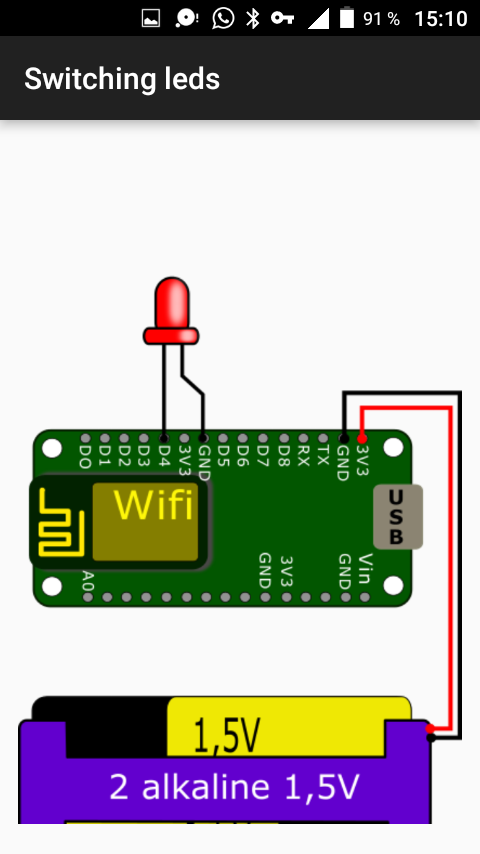 91 % 15:10
Switching leds
D0 D1 D2 D3 D4 3V3 GND D5 D6 D7 D8 RX TX GND 3V3
Wifi
USB
A0 GND 3V3 GND Vin
1,5V
2 alkaline 1,5V